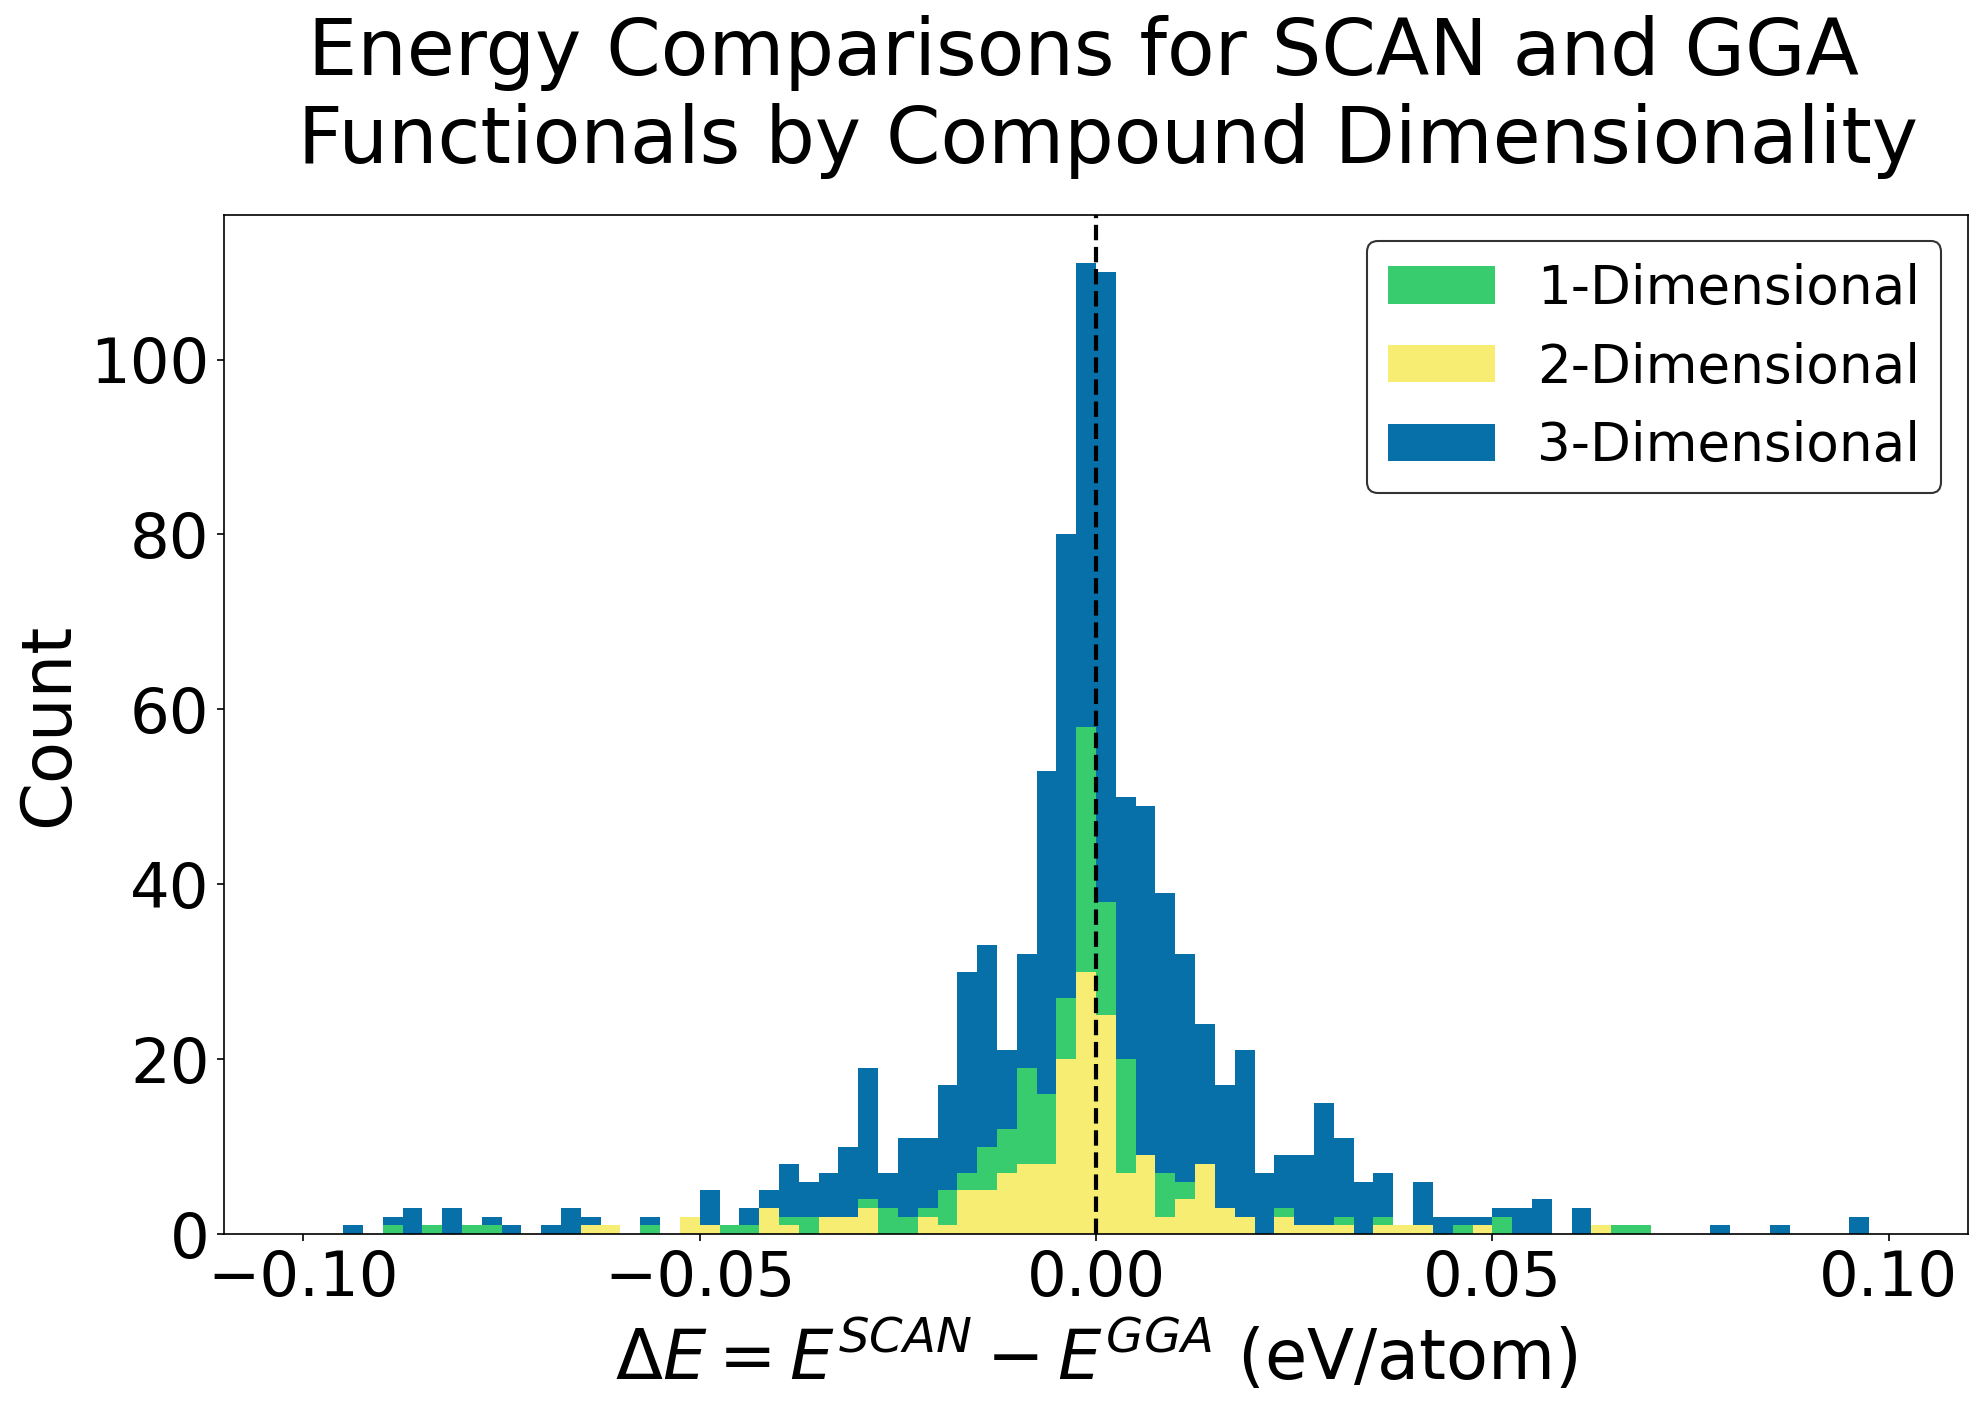 Energy Comparisons for SCAN and GGA
Functionals by Compound Dimensionality
1-Dimensional
2-Dimensional
3-Dimensional
Count
100
80
60
40
20
0
−0.10
−0.05
0.00
0.05
0.10
ΔE = E^SCAN − E^GGA (eV/atom)